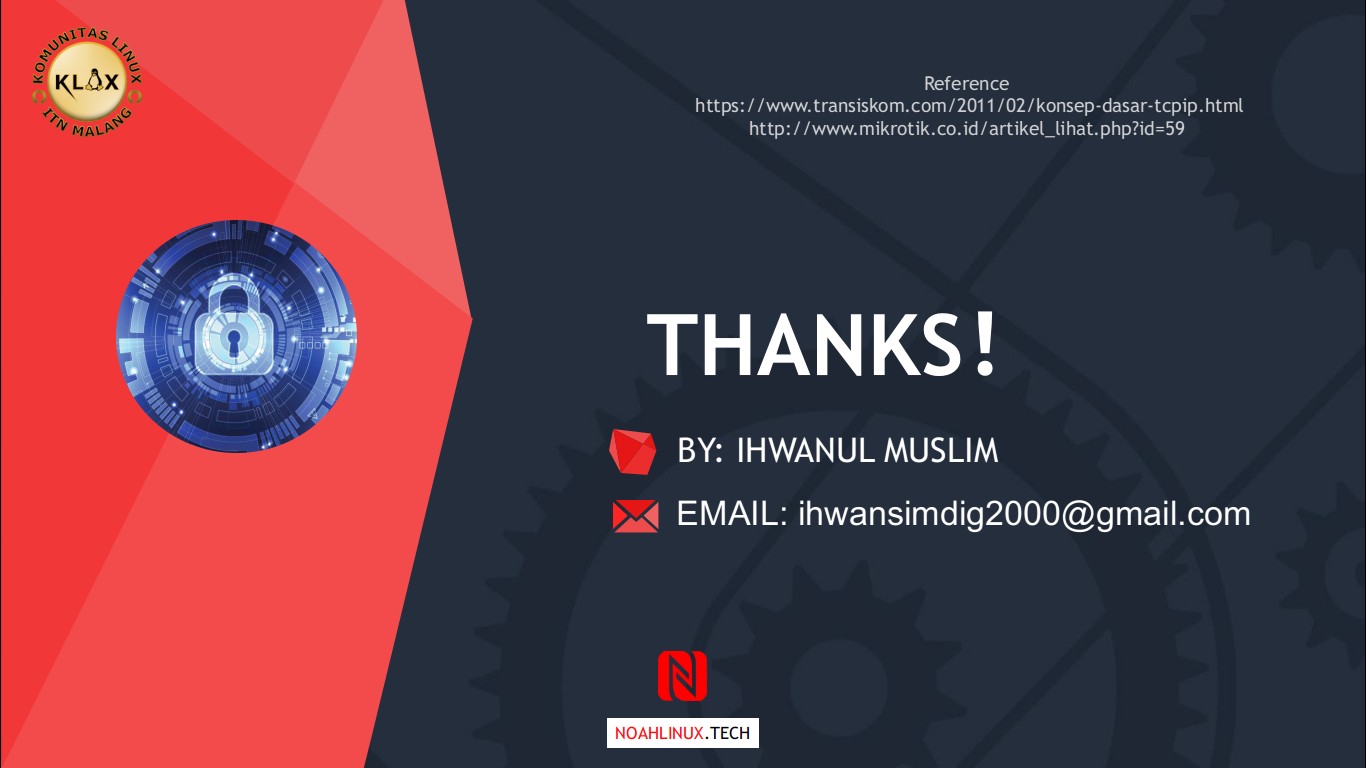 KOMUNITAS LINUX
KLAX
ITN MALANG
Reference
https://www.transiskom.com/2011/02/konsep-dasar-tcpip.html
http://www.mikrotik.co.id/artikel_lihat.php?id=59
THANKS!
BY: IHWANUL MUSLIM
EMAIL: ihwansimdig2000@gmail.com
N
NOAHLINUX.TECH